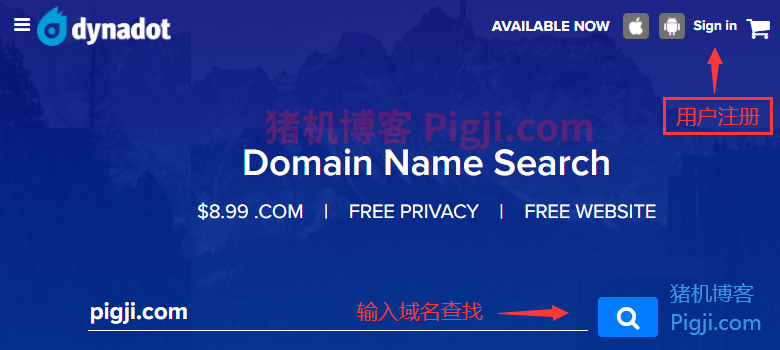 dynadot
AVAILABLE NOW
Sign in
用户注册
猪机博客 Pigji.com
Domain Name Search
$8.99 .COM | FREE PRIVACY | FREE WEBSITE
pigji.com
输入域名查找
猪机博客
Pigji.com